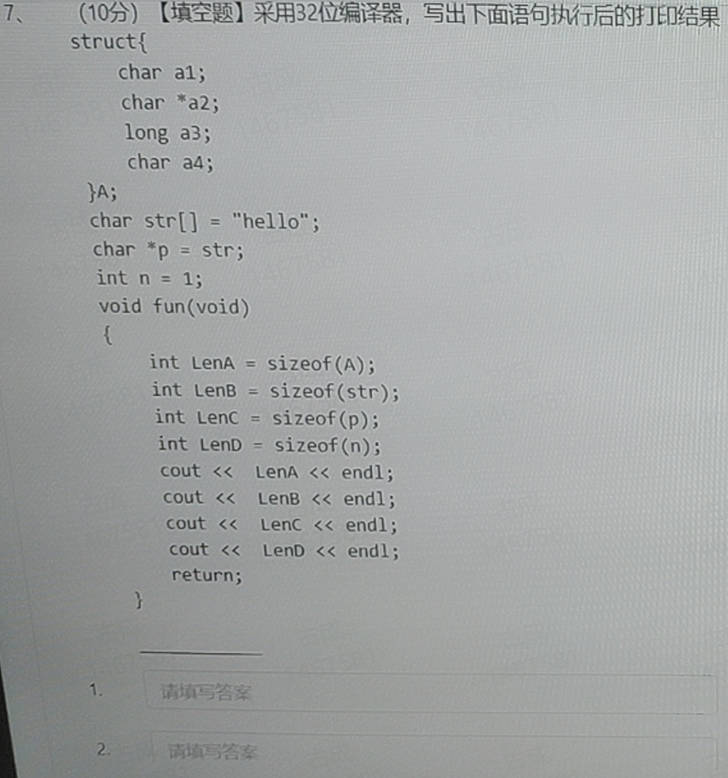 7、 （10分）【填空题】采用32位编译器，写出下面语句执行后的打印结果
struct{
char a1;
char *a2;
long a3;
char a4;
}A;
char str[] = "hello";
char *p = str;
int n = 1;
void fun(void)
{
int LenA = sizeof(A);
int LenB = sizeof(str);
int LenC = sizeof(p);
int LenD = sizeof(n);
cout << LenA << endl;
cout << LenB << endl;
cout << LenC << endl;
cout << LenD << endl;
return;
}
1. 请填写答案
2. 请填写答案